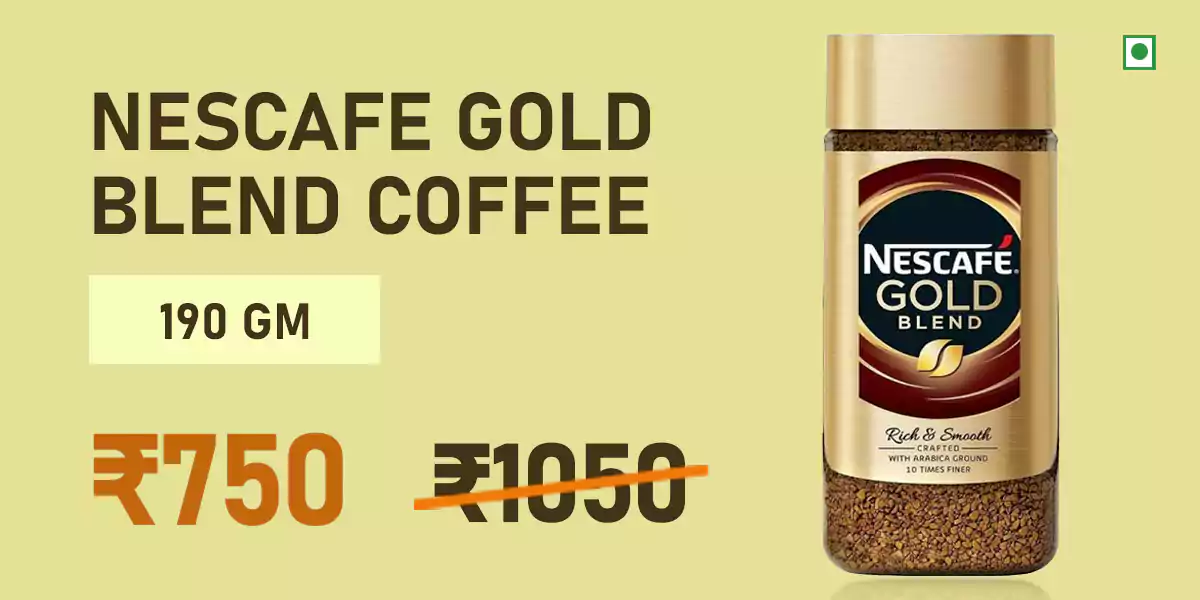 NESCAFE GOLD
BLEND COFFEE
190 GM
₹750
₹1050
NESCAFÉ.
GOLD
BLEND
Rich & Smooth
CRAFTED
WITH ARABICA GROUND
10 TIMES FINER